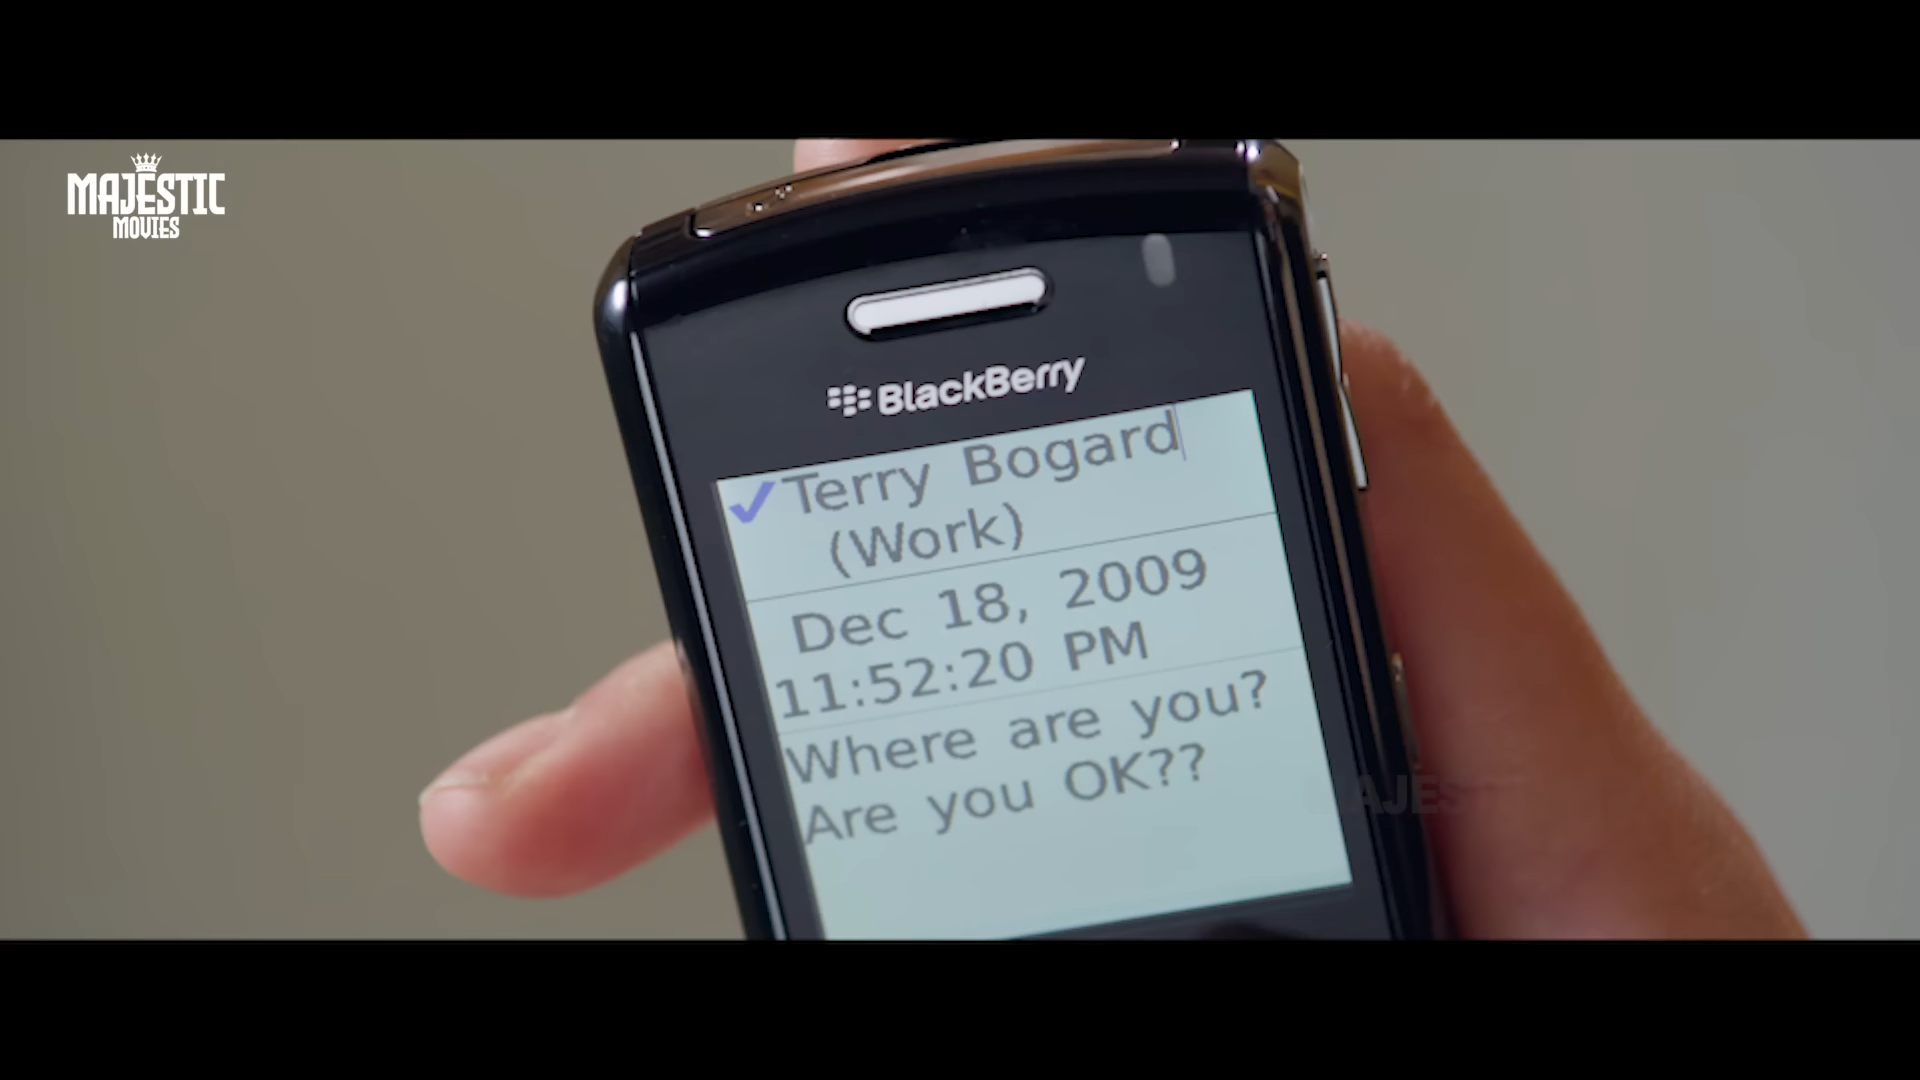 MAJESTIC
MOVIES
BlackBerry
✓Terry Bogard
(Work)
Dec 18, 2009
11:52:20 PM
Where are you?
Are you OK??